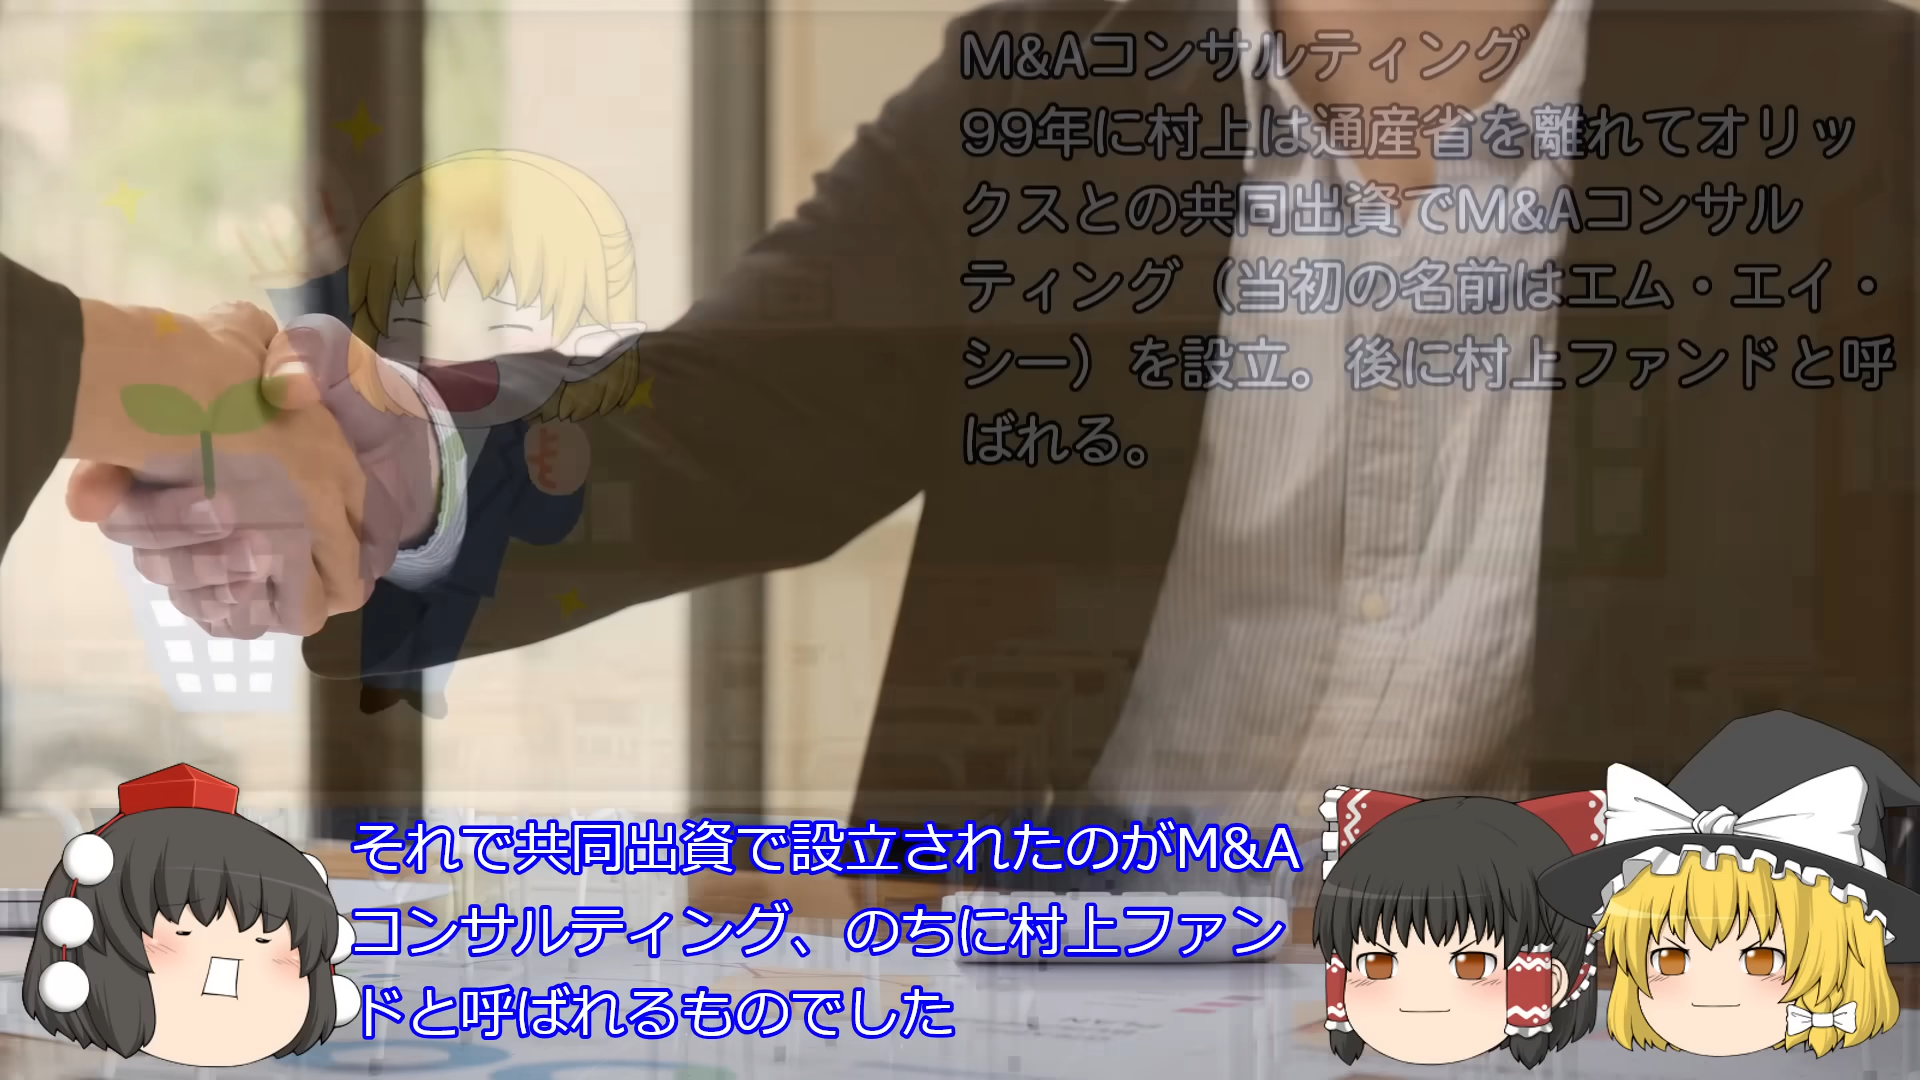 M&Aコンサルティング
99年に村上は通産省を離れてオリッ
クスとの共同出資でM&Aコンサル
ティング（当初の名前はエム・エイ・
シー）を設立。後に村上ファンドと呼
ばれる。
それで共同出資で設立されたのがM&A
コンサルティング、のちに村上ファン
ドと呼ばれるものでした